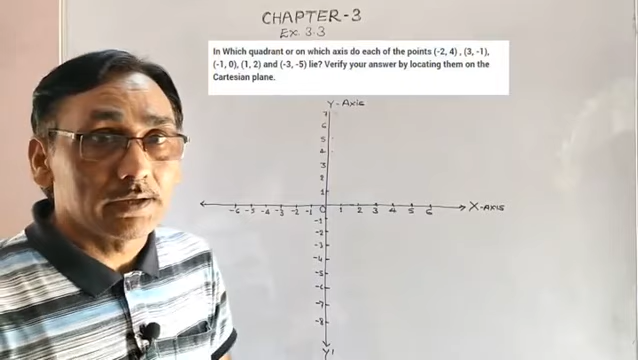 CHAPTER-3
Ex 3.3
In Which quadrant or on which axis do each of the points (-2, 4) , (3, -1),
(-1, 0), (1, 2) and (-3, -5) lie? Verify your answer by locating them on the
Cartesian plane.
Y-Axis
7
6
5
4
3
2
1
-6 -5 -4 -3 -2 -1 0 1 2 3 4 5 6 X-AXIS
-1
-2
-3
-4
-5
-6
-7
-8
Y'